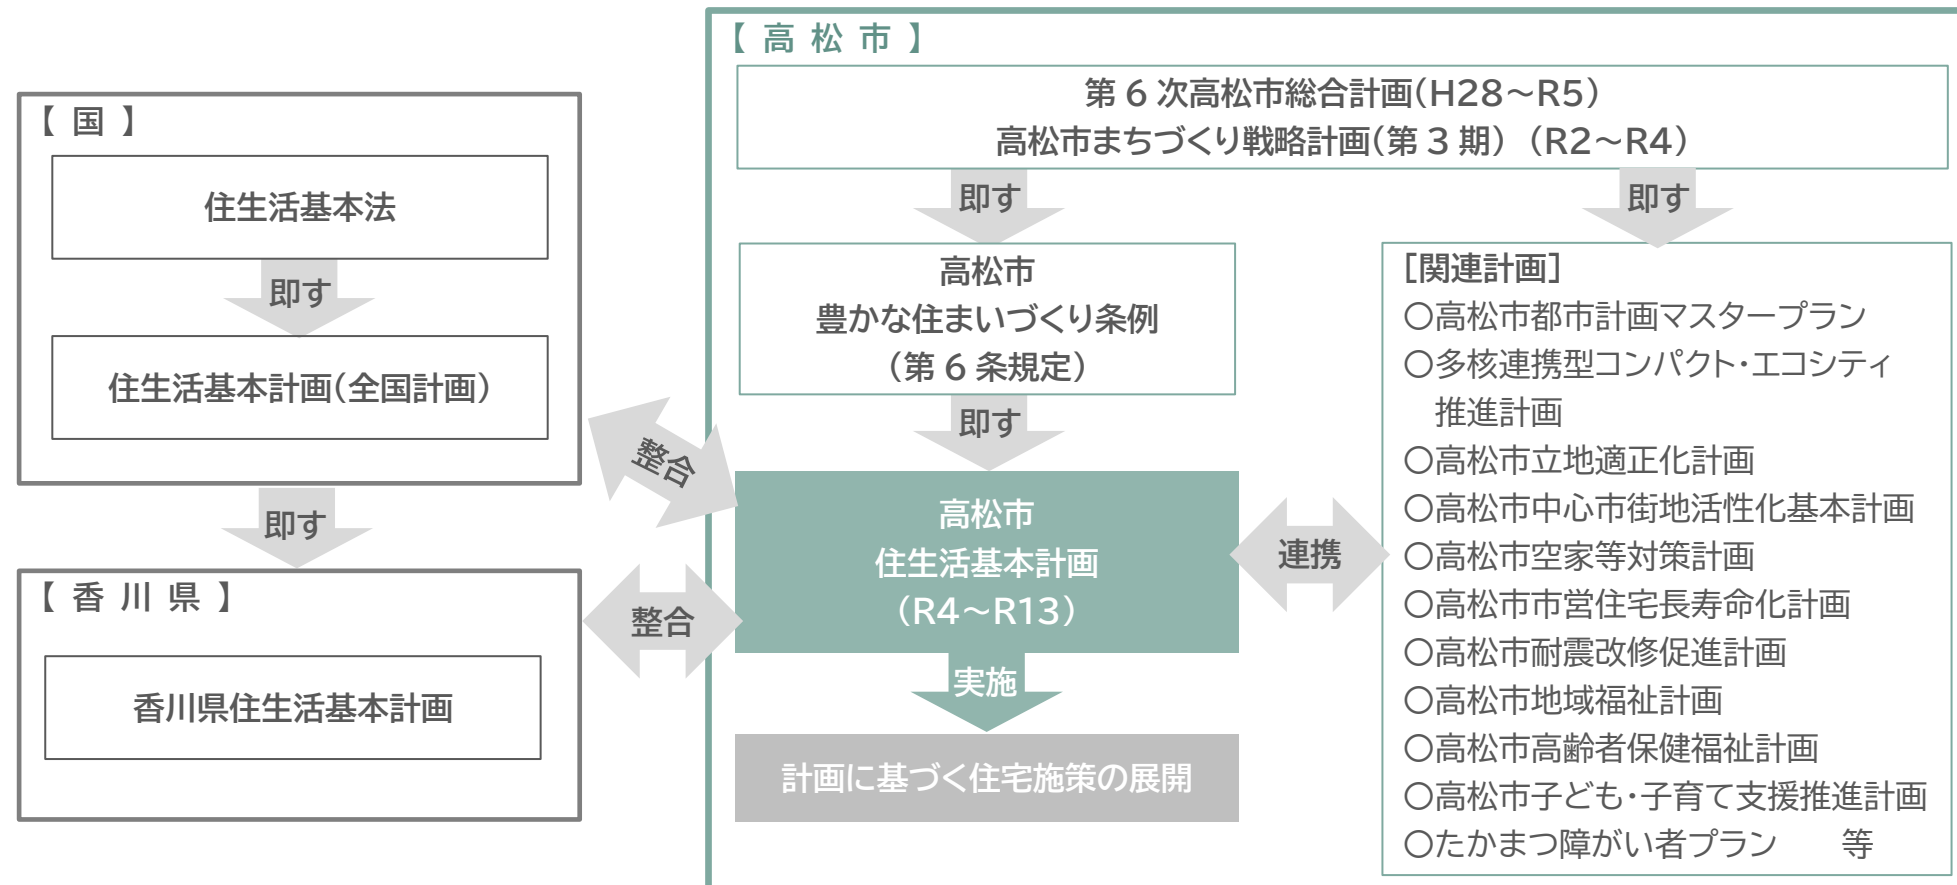 【 国 】
住生活基本法
即す
住生活基本計画(全国計画)
即す
【 香 川 県 】
香川県住生活基本計画
整合
整合
【 高 松 市 】
第 6 次高松市総合計画(H28~R5)
高松市まちづくり戦略計画(第 3 期) (R2~R4)
即す
即す
高松市
豊かな住まいづくり条例
(第 6 条規定)
即す
高松市
住生活基本計画
(R4~R13)
実施
計画に基づく住宅施策の展開
連携
[関連計画]
○高松市都市計画マスタープラン
○多核連携型コンパクト・エコシティ
推進計画
○高松市立地適正化計画
○高松市中心市街地活性化基本計画
○高松市空家等対策計画
○高松市市営住宅長寿命化計画
○高松市耐震改修促進計画
○高松市地域福祉計画
○高松市高齢者保健福祉計画
○高松市子ども・子育て支援推進計画
○たかまつ障がい者プラン 等